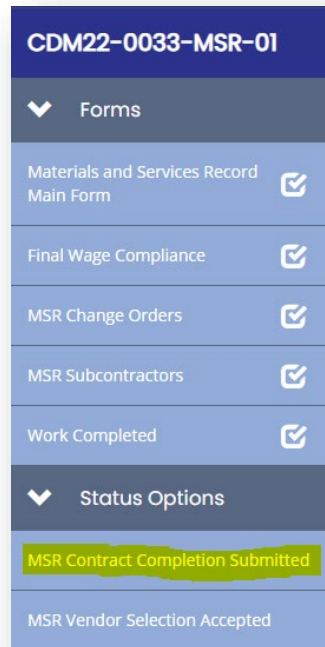 CDM22-0033-MSR-01
Forms
Materials and Services Record
Main Form
Final Wage Compliance
MSR Change Orders
MSR Subcontractors
Work Completed
Status Options
MSR Contract Completion Submitted
MSR Vendor Selection Accepted